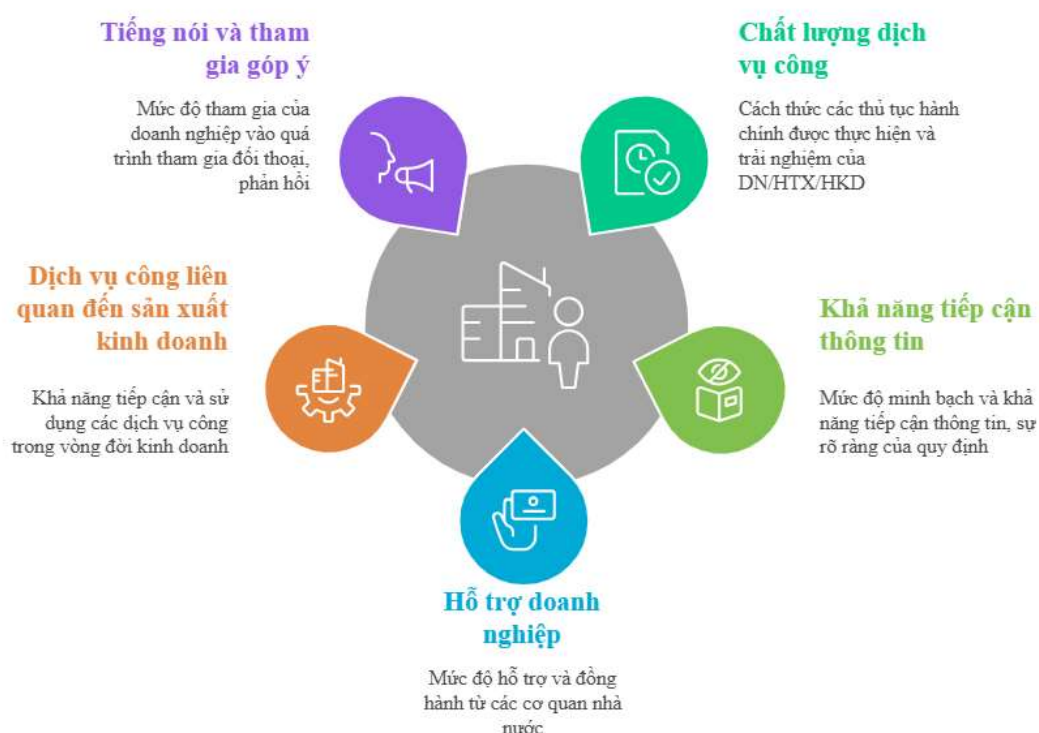 Tiếng nói và tham
gia góp ý
Mức độ tham gia của
doanh nghiệp vào quá
trình tham gia đối thoại,
phản hồi
Chất lượng dịch
vụ công
Cách thức các thủ tục hành
chính được thực hiện và
trải nghiệm của
DN/HTX/HKD
Dịch vụ công liên
quan đến sản xuất
kinh doanh
Khả năng tiếp cận và sử
dụng các dịch vụ công
trong vòng đời kinh doanh
Khả năng tiếp cận
thông tin
Mức độ minh bạch và khả
năng tiếp cận thông tin, sự
rõ ràng của quy định
Hỗ trợ doanh
nghiệp
Mức độ hỗ trợ và đồng
hành từ các cơ quan nhà
nước